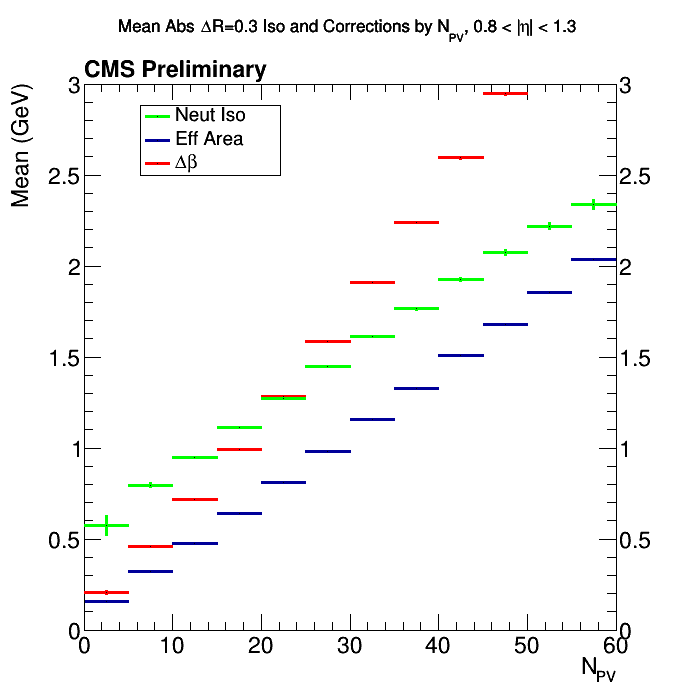 Mean Abs ΔR=0.3 Iso and Corrections by N_PV, 0.8 < |η| < 1.3
CMS Preliminary
Mean (GeV)
Neut Iso
Eff Area
Δβ
3
2.5
2
1.5
1
0.5
0
3
2.5
2
1.5
1
0.5
0
0 10 20 30 40 50 60
N_PV